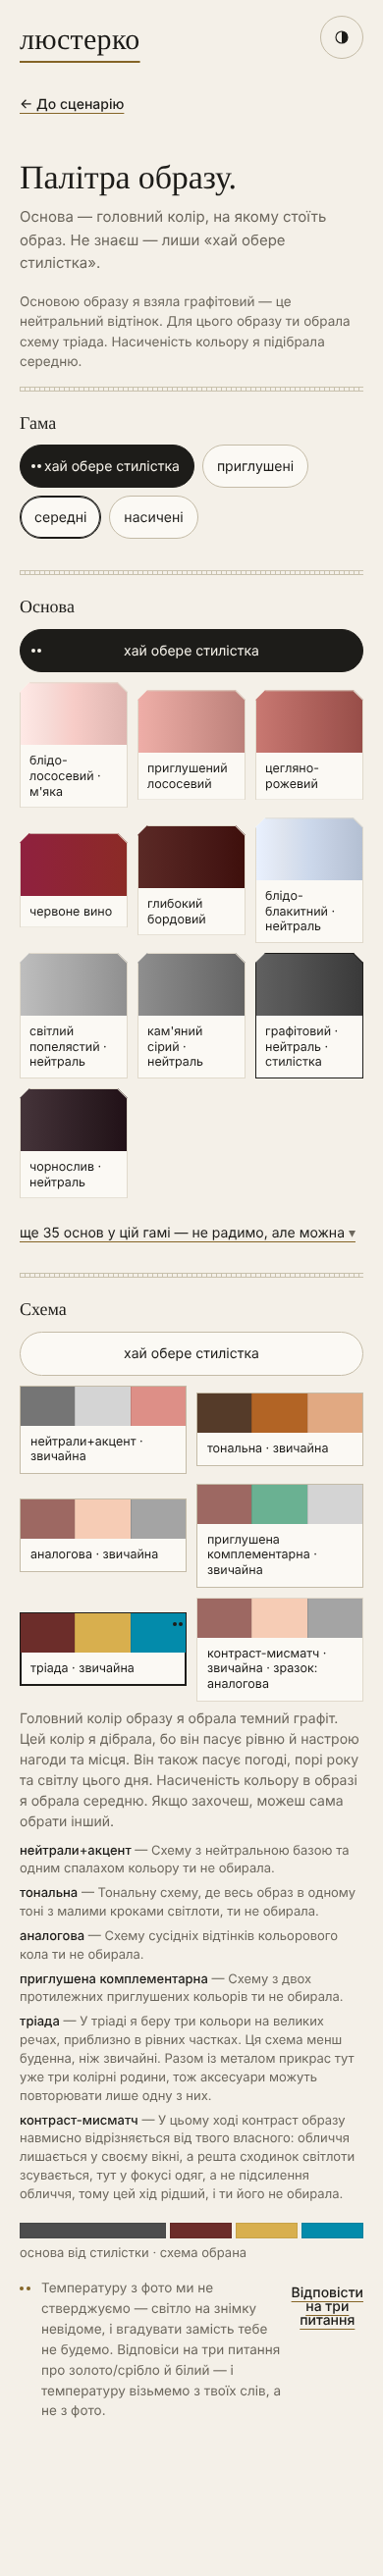 люстерко
← До сценарію
Палітра образу.
Основа — головний колір, на якому стоїть
образ. Не знаєш — лиши «хай обере
стилістка».
Основою образу я взяла графітовий — це
нейтральний відтінок. Для цього образу ти обрала
схему тріада. Насиченість кольору я підібрала
середню.
Гама
хай обере стилістка
приглушені
середні
насичені
Основа
хай обере стилістка
блідо-
лососевий ·
м'яка
приглушений
лососевий
цегляно-
рожевий
червоне вино
глибокий
бордовий
блідо-
блакитний ·
нейтраль
світлий
попелястий ·
нейтраль
кам'яний
сірий ·
нейтраль
графітовий ·
нейтраль ·
стилістка
чорнослив ·
нейтраль
ще 35 основ у цій гамі — не радимо, але можна ▾
Схема
хай обере стилістка
нейтрали+акцент ·
звичайна
тональна · звичайна
аналогова · звичайна
приглушена
комплементарна ·
звичайна
тріада · звичайна
контраст-мисматч ·
звичайна · зразок:
аналогова
Головний колір образу я обрала темний графіт.
Цей колір я дібрала, бо він пасує рівню й настрою
нагоди та місця. Він також пасує погоді, порі року
та світлу цього дня. Насиченість кольору в образі
я обрала середню. Якщо захочеш, можеш сама
обрати інший.
нейтрали+акцент — Схему з нейтральною базою та
одним спалахом кольору ти не обирала.
тональна — Тональну схему, де весь образ в одному
тоні з малими кроками світлоти, ти не обирала.
аналогова — Схему сусідніх відтінків кольорового
кола ти не обирала.
приглушена комплементарна — Схему з двох
протилежних приглушених кольорів ти не обирала.
тріада — У тріаді я беру три кольори на великих
речах, приблизно в рівних частках. Ця схема менш
буденна, ніж звичайні. Разом із металом прикрас тут
уже три колірні родини, тож аксесуари можуть
повторювати лише одну з них.
контраст-мисматч — У цьому ході контраст образу
навмисно відрізняється від твого власного: обличчя
лишається у своєму вікні, а решта сходинок світлоти
зсувається, тут у фокусі одяг, а не підсилення
обличчя, тому цей хід рідший, і ти його не обирала.
основа від стилістки · схема обрана
Температуру з фото ми не
стверджуємо — світло на знімку
невідоме, і вгадувати замість тебе
не будемо. Відповіси на три питання
про золото/срібло й білий — і
температуру візьмемо з твоїх слів, а
не з фото.
Відповісти
на три
питання